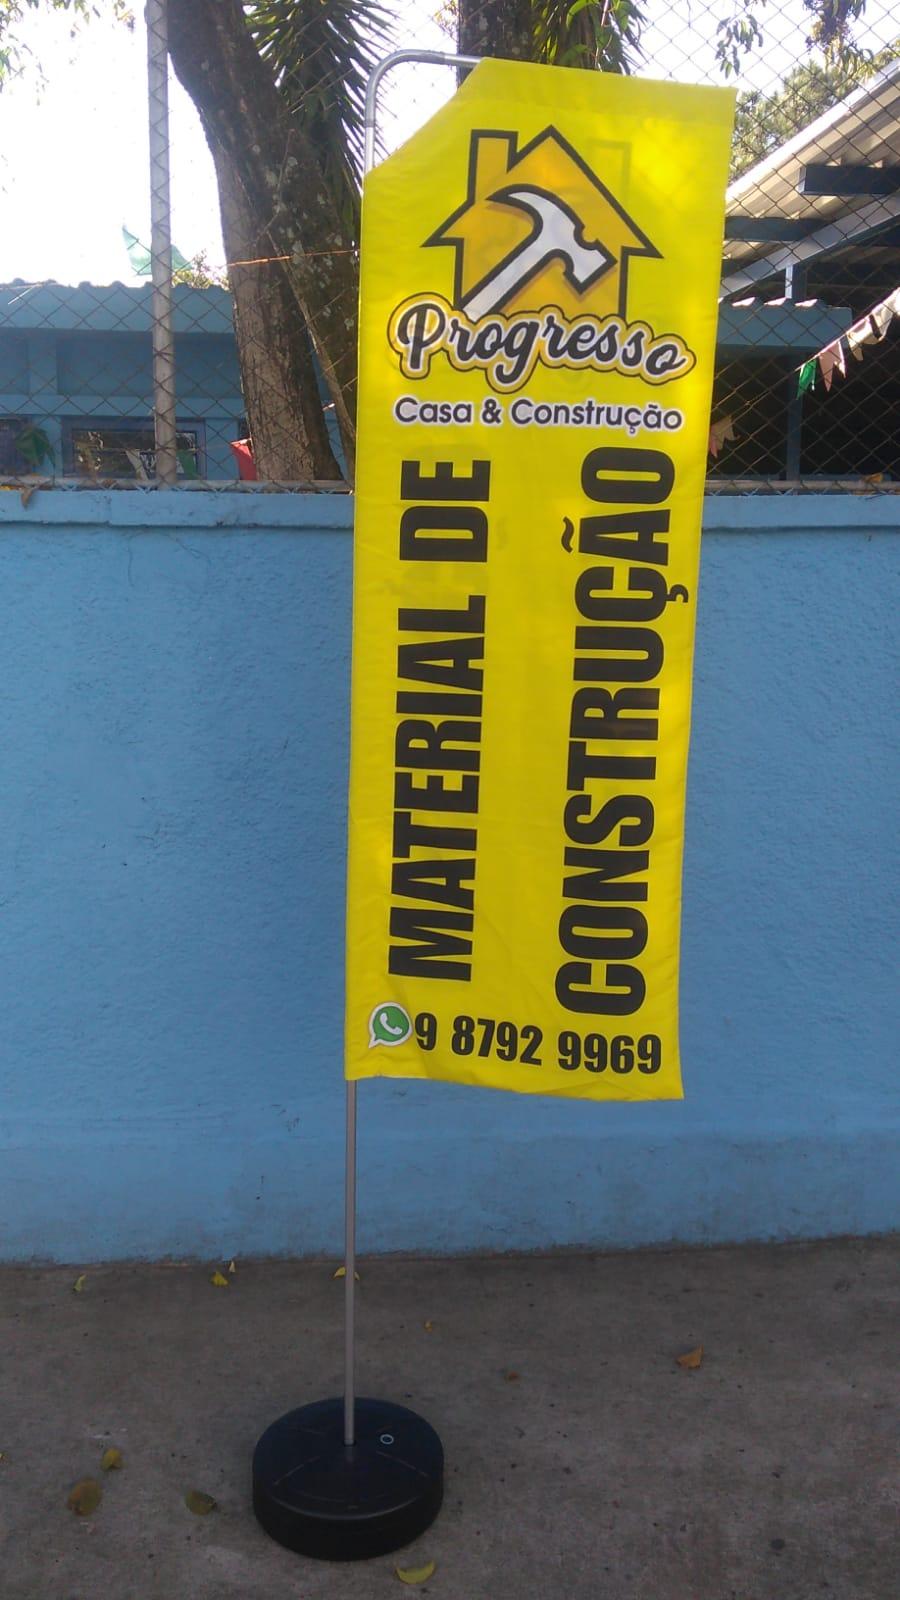 Progresso
Casa & Construção
MATERIAL DE
CONSTRUÇÃO
9 8792 9969